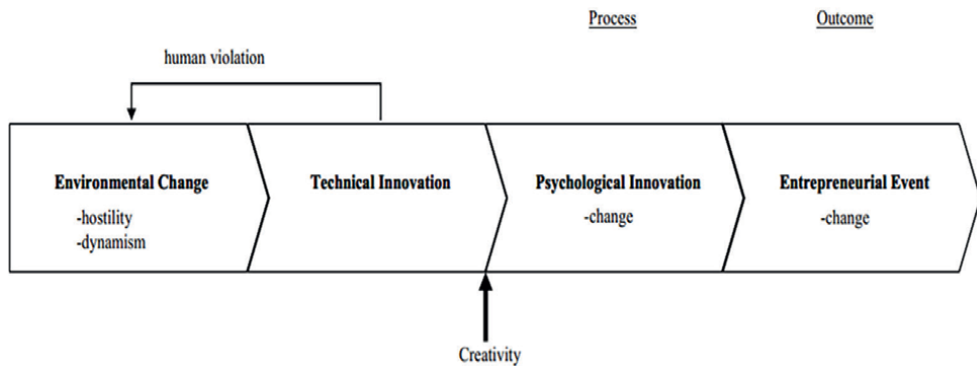 Process
Outcome
human violation
Environmental Change
-hostility
-dynamism
Technical Innovation
Psychological Innovation
-change
Entrepreneurial Event
-change
Creativity